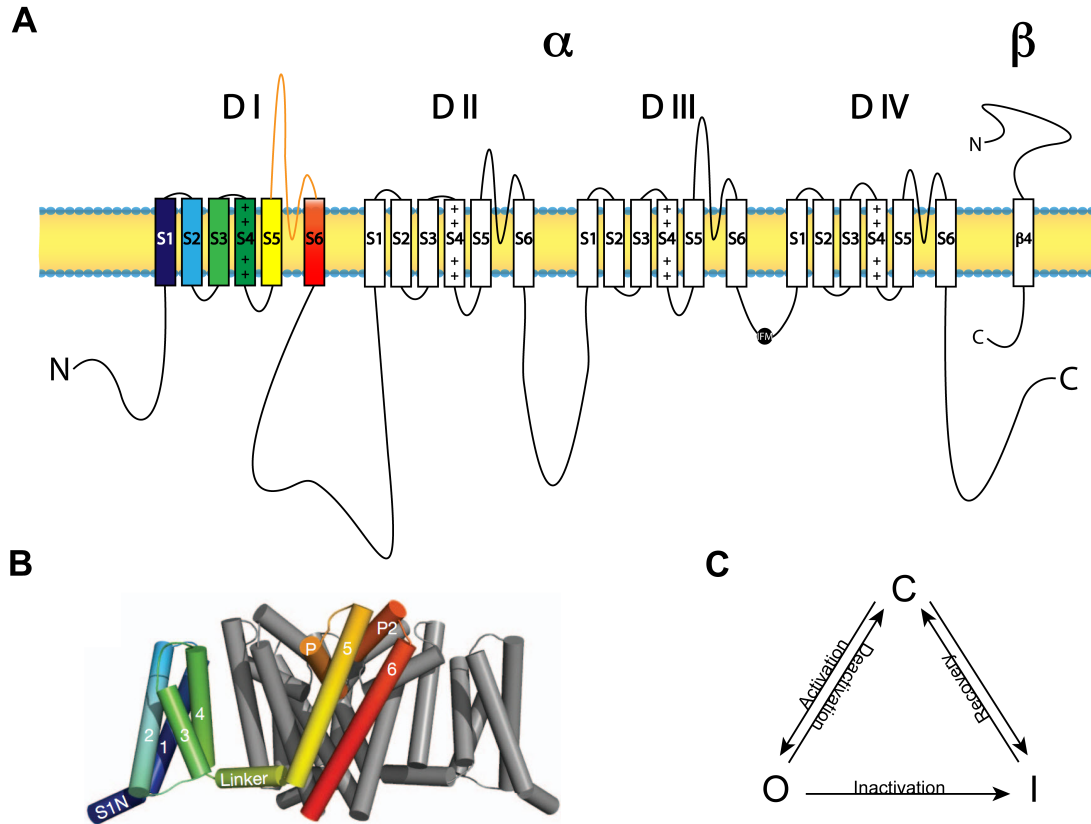 A
α
β
D I
D II
D III
D IV
N
S1 S2 S3 S4 S5 S6
+ + + +
S1 S2 S3 S4 S5 S6
+ + + +
S1 S2 S3 S4 S5 S6
+ + + +
S1 S2 S3 S4 S5 S6
+ + + +
β4
IFM
C
N
C
B
P
5
P2
6
4
2
1
3
Linker
S1N
C
C
Activation
Deactivation
Recovery
O
Inactivation
I